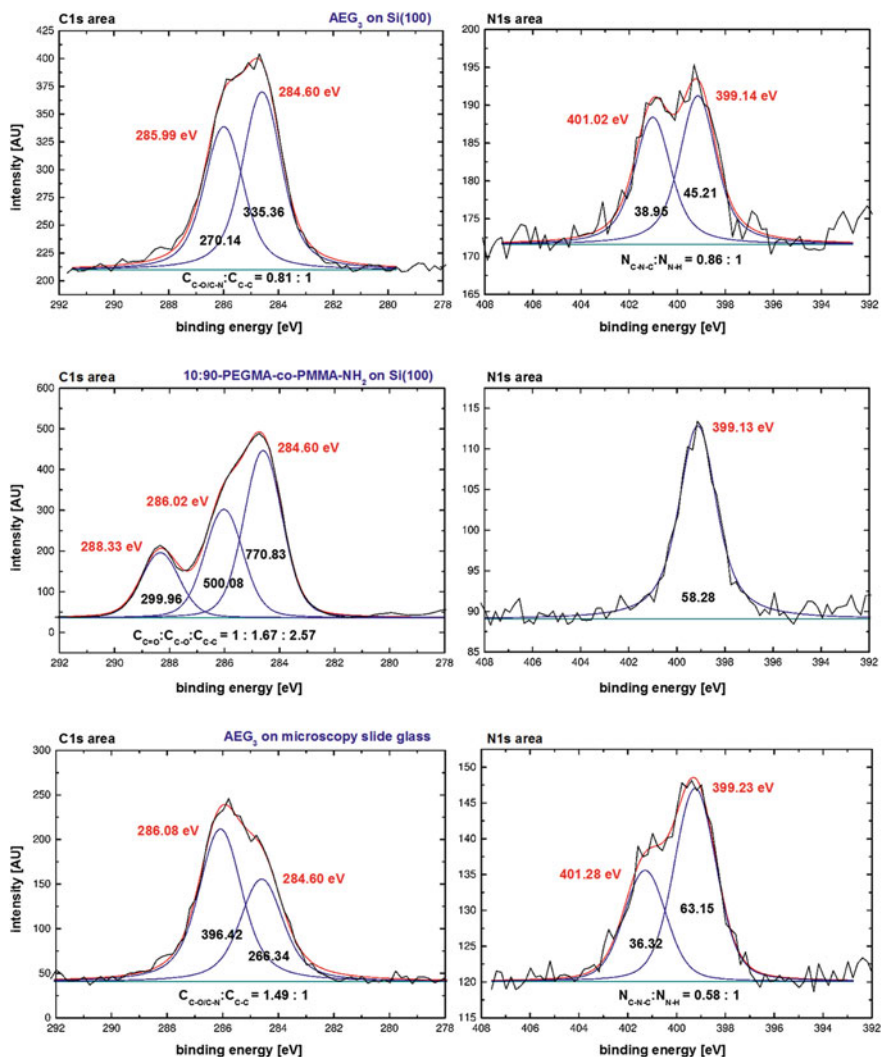 C1s area
AEG3 on Si(100)
intensity [AU]
425
400
375
350
325
300
275
250
225
200
284.60 eV
285.99 eV
335.36
270.14
CC-O/C-N:CC-C = 0.81 : 1
292 290 288 286 284 282 280 278
binding energy [eV]
N1s area
200
195
190
185
180
175
170
165
399.14 eV
401.02 eV
45.21
38.95
NC-N-C:NN-H = 0.86 : 1
408 406 404 402 400 398 396 394 392
binding energy [eV]
C1s area
10:90-PEGMA-co-PMMA-NH2 on Si(100)
intensity [AU]
600
500
400
300
200
100
0
284.60 eV
286.02 eV
288.33 eV
770.83
500.08
299.96
CC=O:CC-O:CC-C = 1 : 1.67 : 2.57
292 290 288 286 284 282 280 278
binding energy [eV]
N1s area
115
110
105
100
95
90
85
399.13 eV
58.28
408 406 404 402 400 398 396 394 392
binding energy [eV]
C1s area
AEG3 on microscopy slide glass
intensity [AU]
300
250
200
150
100
50
0
286.08 eV
284.60 eV
396.42
266.34
CC-O/C-N:CC-C = 1.49 : 1
292 290 288 286 284 282 280 278
binding energy [eV]
N1s area
150
145
140
135
130
125
120
115
399.23 eV
401.28 eV
63.15
36.32
NC-N-C:NN-H = 0.58 : 1
408 406 404 402 400 398 396 394 392
binding energy [eV]